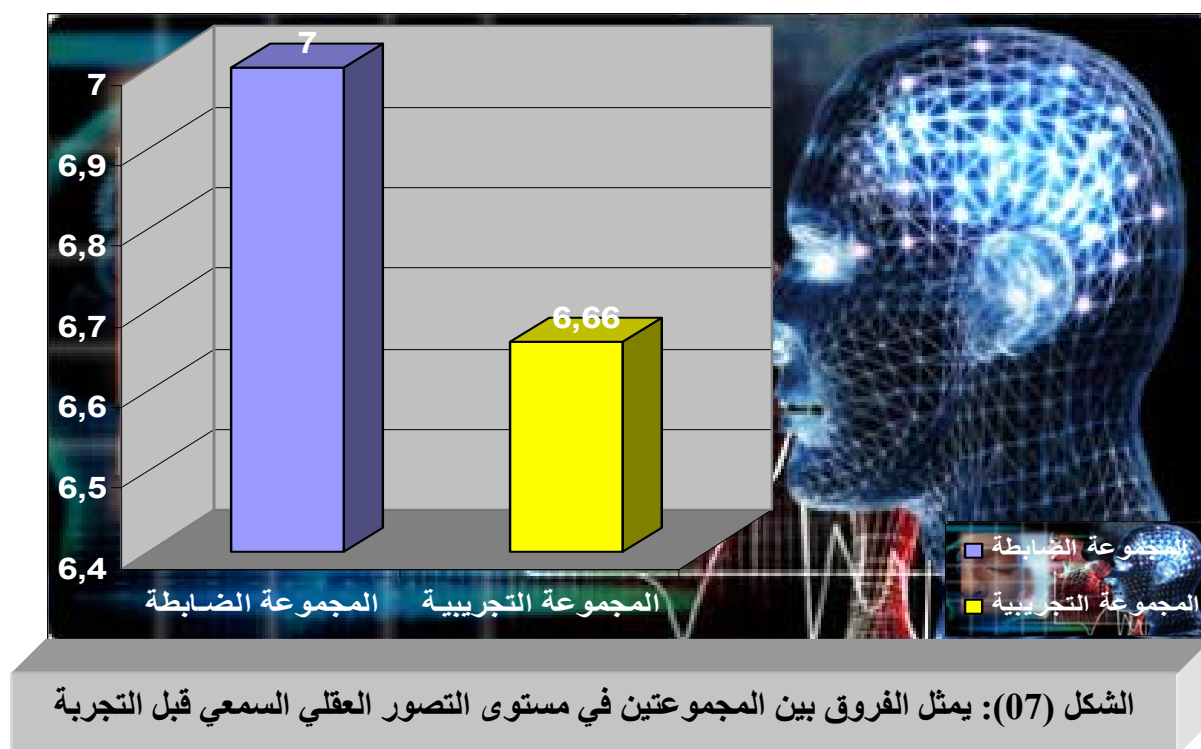 7
6,9
6,8
6,7
6,6
6,5
6,4
7
6,66
المجموعة الضابطة
المجموعة التجريبية
المجموعة الضابطة
المجموعة التجريبية
الشكل (07): يمثل الفروق بين المجموعتين في مستوى التصور العقلي السمعي قبل التجربة